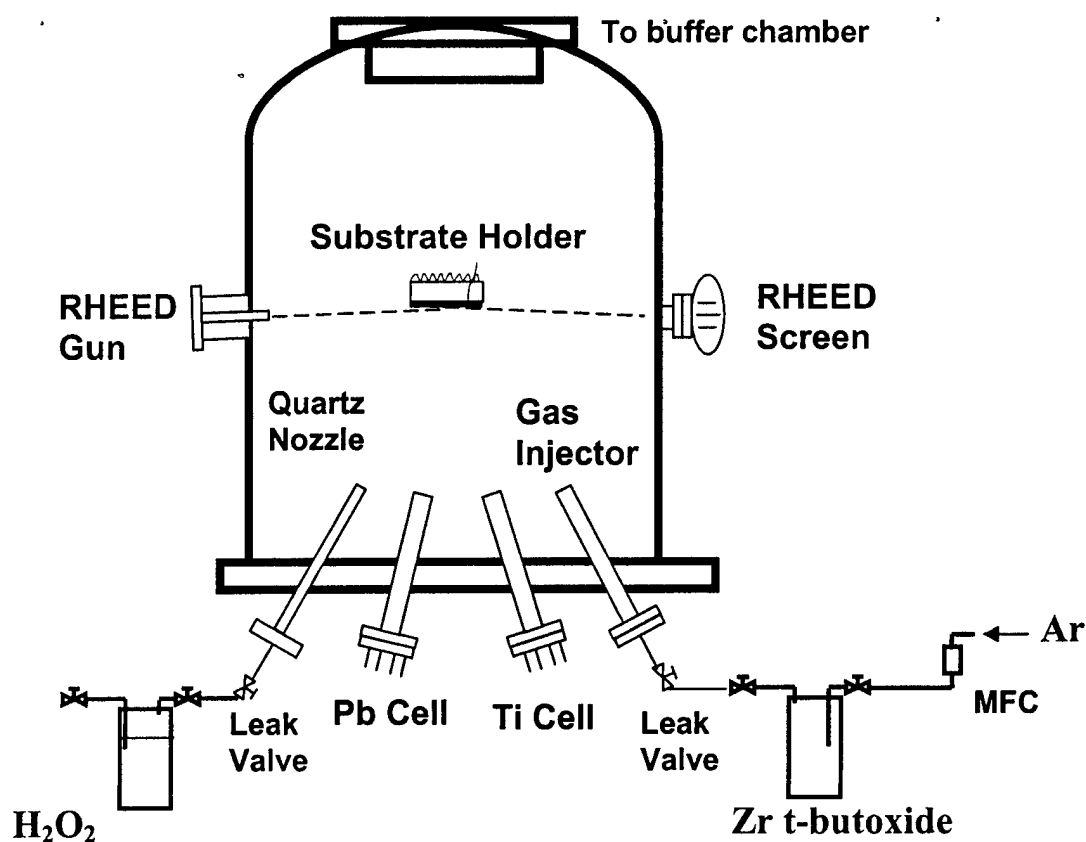 To buffer chamber
Substrate Holder
RHEED
Gun
RHEED
Screen
Quartz
Nozzle
Gas
Injector
Ar
MFC
Pb Cell
Ti Cell
Leak
Valve
Leak
Valve
H₂O₂
Zr t-butoxide